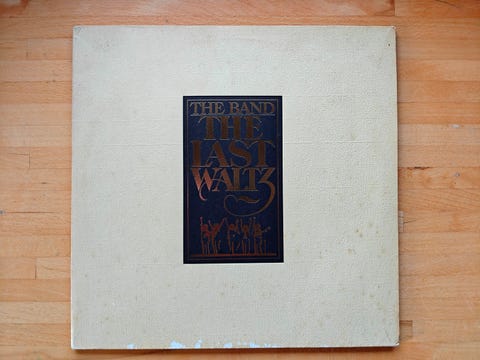 THE BAND
THE
LAST
WALTZ